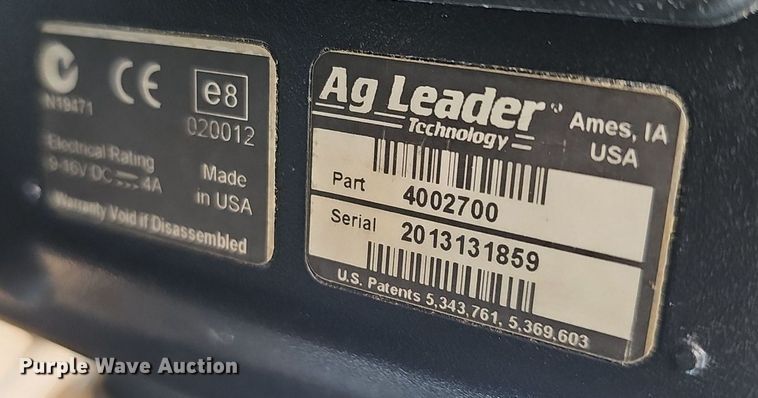 N19471
CE
e8
020012
Electrical Rating
9-16V DC 4A
Made
in USA
Warranty Void if Disassembled
Ag Leader
Technology
Ames, IA
USA
Part
4002700
Serial
2013131859
U.S. Patents 5,343,761, 5,369,603
Purple Wave Auction